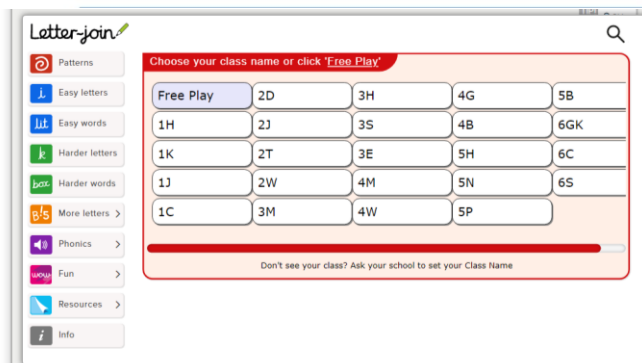 Letter-join
Patterns
Easy letters
Easy words
Harder letters
Harder words
More letters
Phonics
Fun
Resources
Info
Choose your class name or click 'Free Play'
Free Play 2D 3H 4G 5B
1H 2J 3S 4B 6GK
1K 2T 3E 5H 6C
1J 2W 4M 5N 6S
1C 3M 4W 5P
Don't see your class? Ask your school to set your Class Name